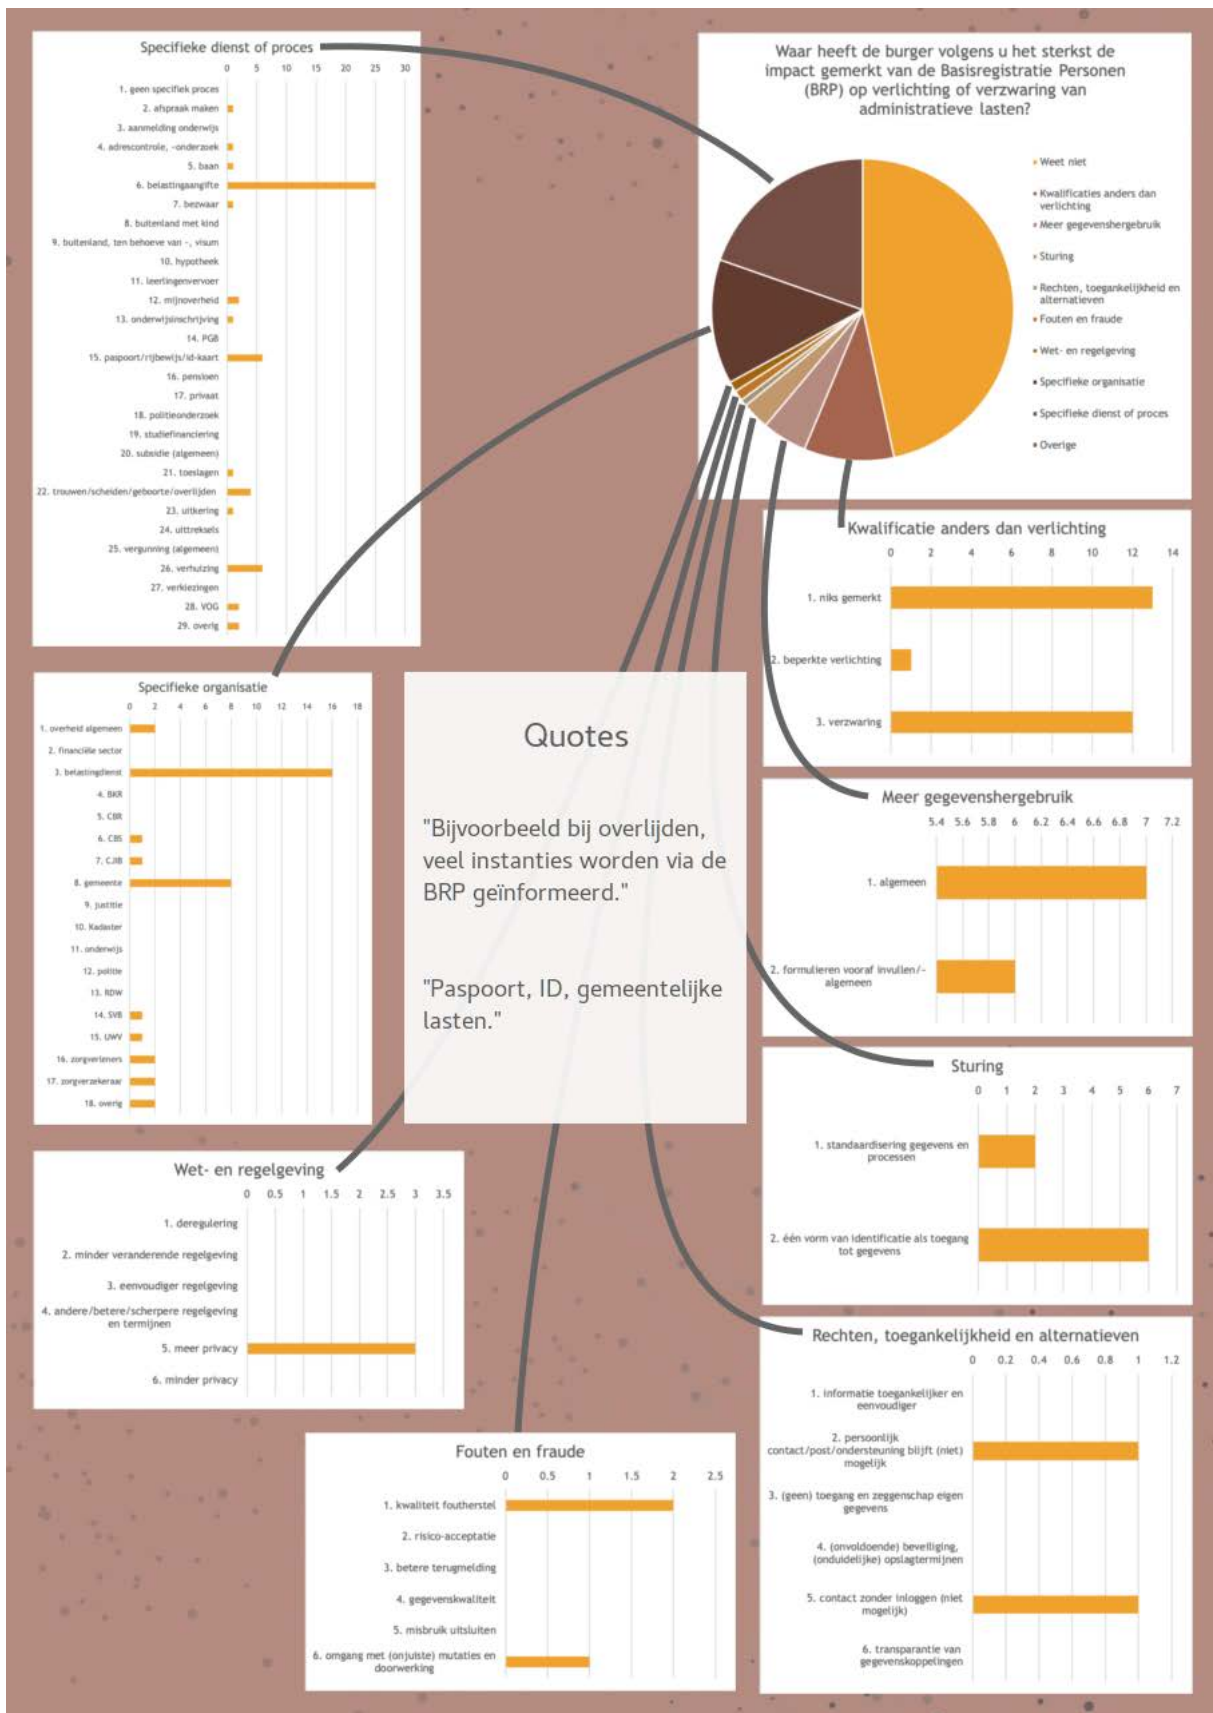 Specifieke dienst of proces
0 5 10 15 20 25 30
1. geen specifiek proces
2. afspraak maken
3. aanmelding onderwijs
4. adrescontrole, -onderzoek
5. baan
6. belastingaangifte
7. bezwaar
8. buitenland met kind
9. buitenland, ten behoeve van -, visum
10. hypotheek
11. leerlingenvervoer
12. mijnoverheid
13. onderwijsinschrijving
14. PGB
15. paspoort/rijbewijs/id-kaart
16. pensioen
17. privaat
18. politieonderzoek
19. studiefinanciering
20. subsidie (algemeen)
21. toeslagen
22. trouwen/scheiden/geboorte/overlijden
23. uitkering
24. uittreksels
25. vergunning (algemeen)
26. verhuizing
27. verkiezingen
28. VOG
29. overig
Waar heeft de burger volgens u het sterkst de
impact gemerkt van de Basisregistratie Personen
(BRP) op verlichting of verzwaring van
administratieve lasten?
Weet niet
Kwalificaties anders dan
verlichting
Meer gegevenshergebruik
Sturing
Rechten, toegankelijkheid en
alternatieven
Fouten en fraude
Wet- en regelgeving
Specifieke organisatie
Specifieke dienst of proces
Overige
Kwalificatie anders dan verlichting
0 2 4 6 8 10 12 14
1. niks gemerkt
2. beperkte verlichting
3. verzwaring
Specifieke organisatie
0 2 4 6 8 10 12 14 16 18
1. overheid algemeen
2. financiële sector
3. belastingdienst
4. BKR
5. CBR
6. CBS
7. CJIB
8. gemeente
9. justitie
10. Kadaster
11. onderwijs
12. politie
13. RDW
14. SVB
15. UWV
16. zorgverleners
17. zorgverzekeraar
18. overig
Quotes
"Bijvoorbeeld bij overlijden,
veel instanties worden via de
BRP geïnformeerd."
"Paspoort, ID, gemeentelijke
lasten."
Meer gegevenshergebruik
5.4 5.6 5.8 6 6.2 6.4 6.6 6.8 7 7.2
1. algemeen
2. formulieren vooraf invullen/-
algemeen
Sturing
0 1 2 3 4 5 6 7
1. standaardisering gegevens en
processen
2. één vorm van identificatie als toegang
tot gegevens
Wet- en regelgeving
0 0.5 1 1.5 2 2.5 3 3.5
1. deregulering
2. minder veranderende regelgeving
3. eenvoudiger regelgeving
4. andere/betere/scherpere regelgeving
en termijnen
5. meer privacy
6. minder privacy
Rechten, toegankelijkheid en alternatieven
0 0.2 0.4 0.6 0.8 1 1.2
1. informatie toegankelijker en
eenvoudiger
2. persoonlijk
contact/post/ondersteuning blijft (niet)
mogelijk
3. (geen) toegang en zeggenschap eigen
gegevens
4. (onvoldoende) beveiliging,
(onduidelijke) opslagtermijnen
5. contact zonder inloggen (niet
mogelijk)
6. transparantie van
gegevenskoppelingen
Fouten en fraude
0 0.5 1 1.5 2 2.5
1. kwaliteit foutherstel
2. risico-acceptatie
3. betere terugmelding
4. gegevenskwaliteit
5. misbruik uitsluiten
6. omgang met (onjuiste) mutaties en
doorwerking